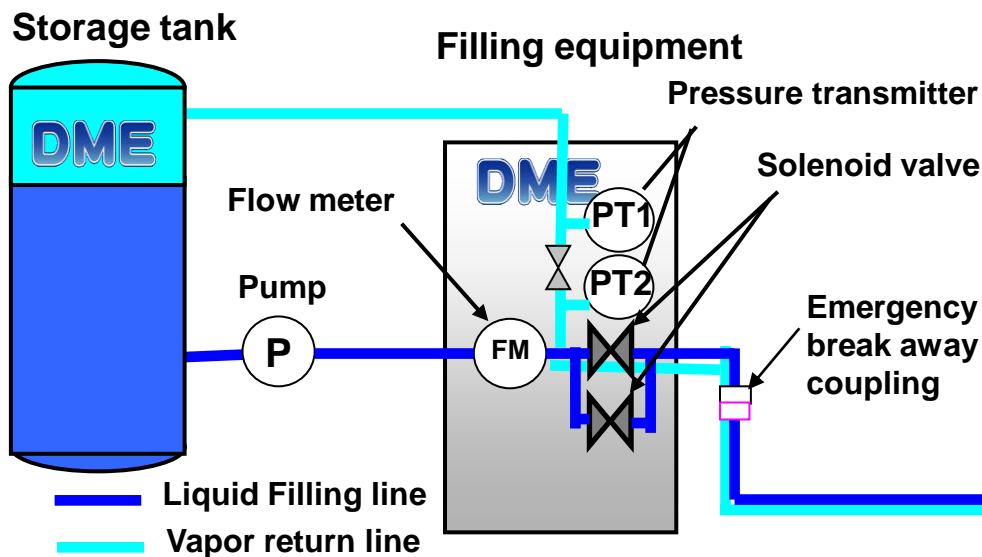 Storage tank
Filling equipment
Pressure transmitter
DME
DME
Solenoid valve
Flow meter
PT1
PT2
Pump
Emergency
break away
coupling
P
FM
Liquid Filling line
Vapor return line